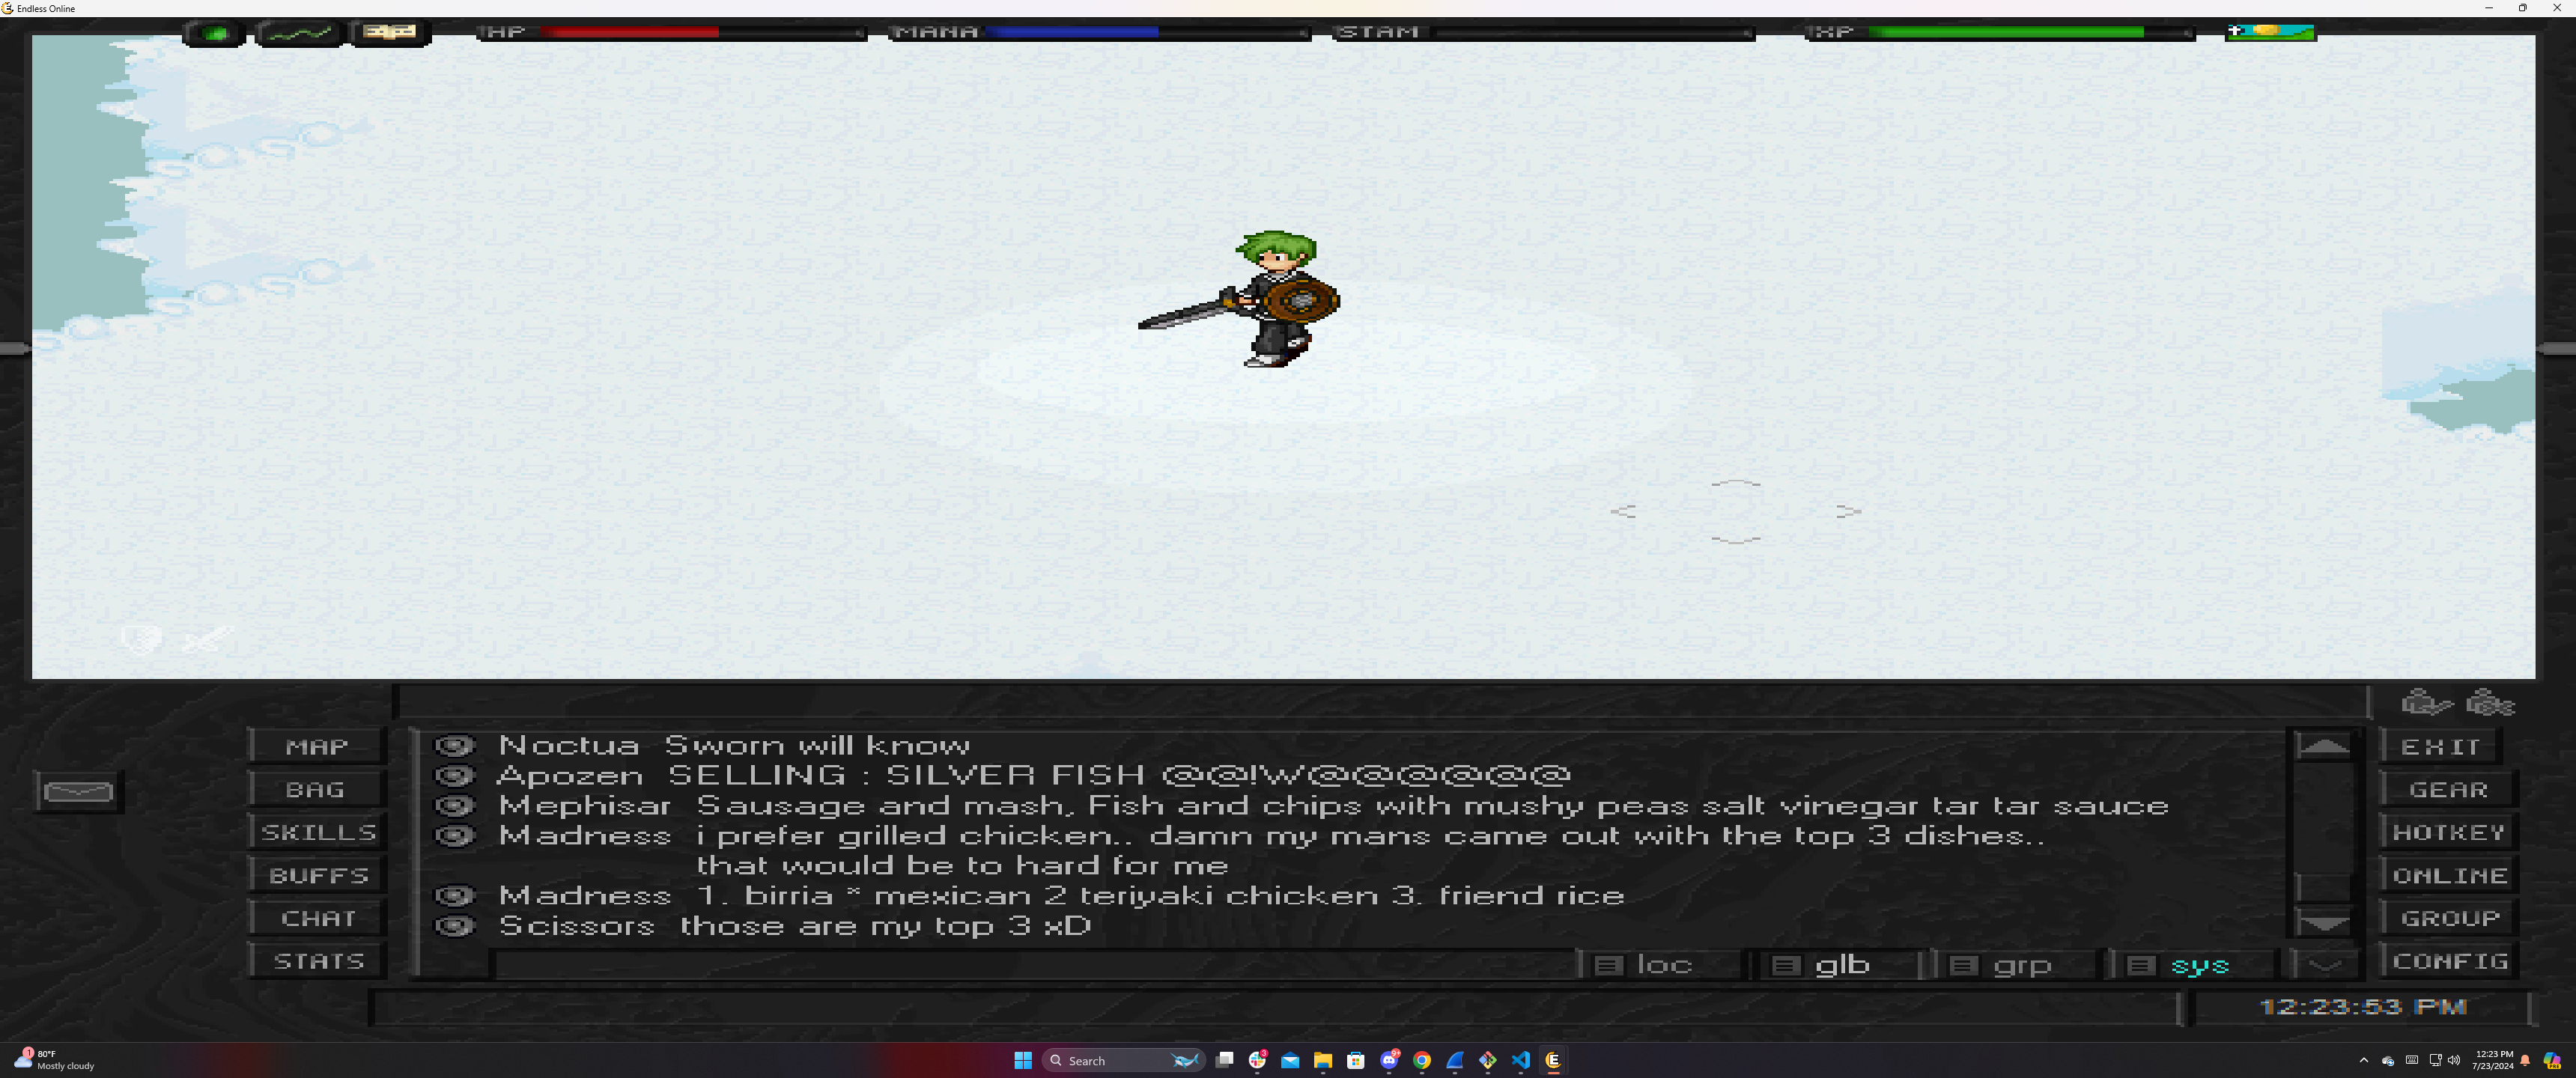 Endless Online
HP MANA STAM XP
Noctua Sworn will know
Apozen SELLING : SILVER FISH @@!W@@@@@@
Mephisar Sausage and mash, Fish and chips with mushy peas salt vinegar tar tar sauce
Madness i prefer grilled chicken.. damn my mans came out with the top 3 dishes..
that would be to hard for me
Madness 1. birria * mexican 2 teriyaki chicken 3. friend rice
Scissors those are my top 3 xD
MAP
BAG
SKILLS
BUFFS
CHAT
STATS
EXIT
GEAR
HOTKEY
ONLINE
GROUP
CONFIG
loc glb grp sys
12:23:53 PM
1
80°F
Mostly cloudy
Search
3
9+
12:23 PM
7/23/2024
PRE